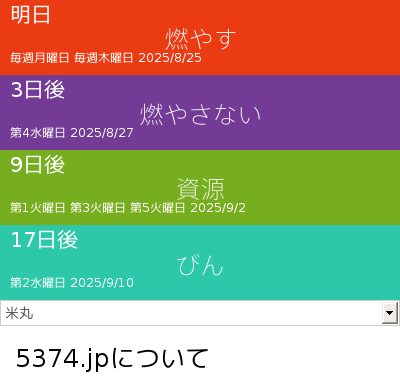 明日
燃やす
毎週月曜日 毎週木曜日 2025/8/25
3日後
燃やさない
第4水曜日 2025/8/27
9日後
資源
第1火曜日 第3火曜日 第5火曜日 2025/9/2
17日後
びん
第2水曜日 2025/9/10
米丸
5374.jpについて